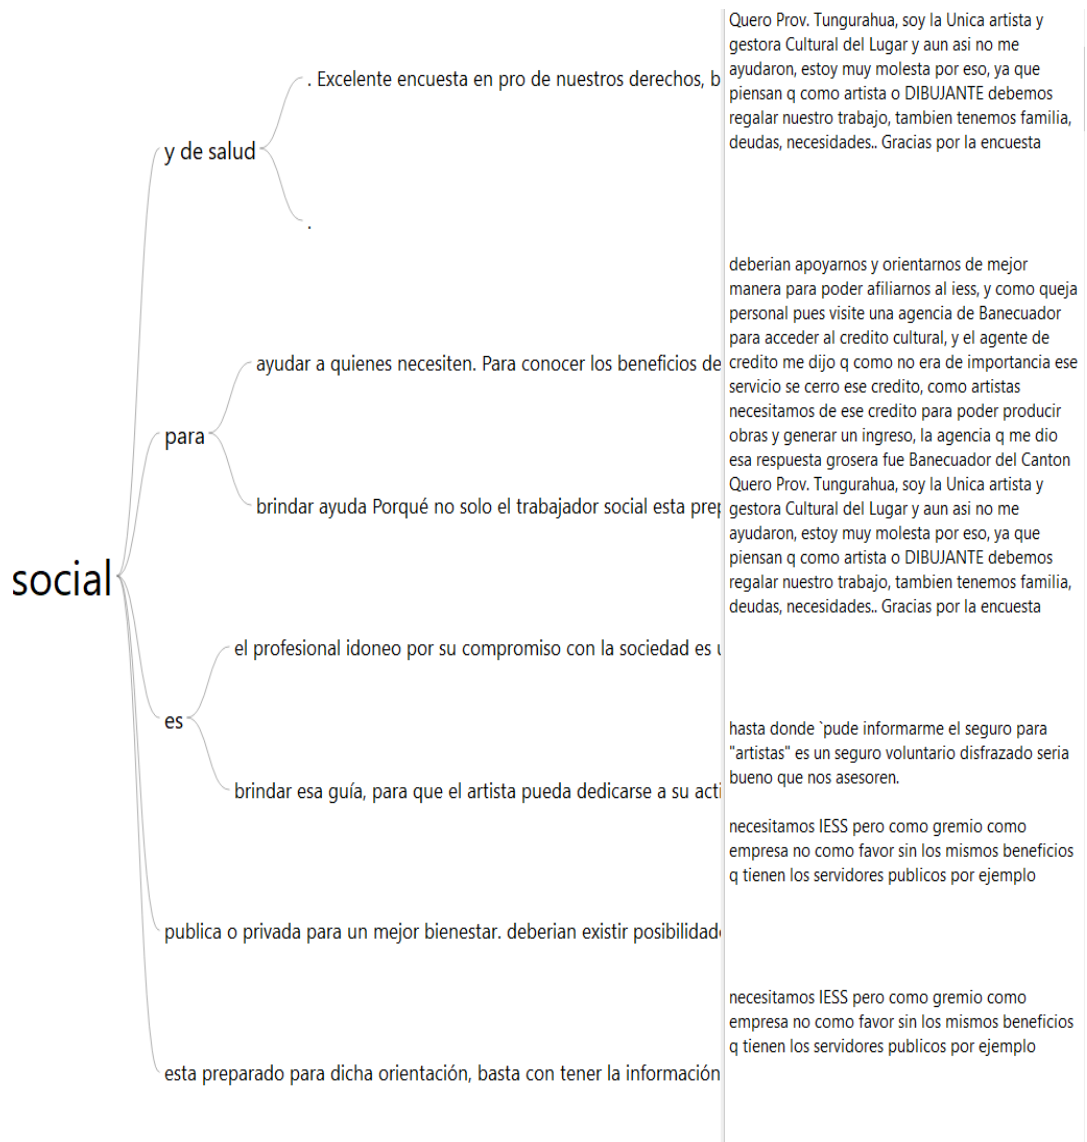 social
y de salud
. Excelente encuesta en pro de nuestros derechos, b
.
para
ayudar a quienes necesiten. Para conocer los beneficios de
brindar ayuda Porqué no solo el trabajador social esta prep
es
el profesional idoneo por su compromiso con la sociedad es u
brindar esa guía, para que el artista pueda dedicarse a su acti
publica o privada para un mejor bienestar. deberian existir posibilidade
esta preparado para dicha orientación, basta con tener la información
Quero Prov. Tungurahua, soy la Unica artista y
gestora Cultural del Lugar y aun asi no me
ayudaron, estoy muy molesta por eso, ya que
piensan q como artista o DIBUJANTE debemos
regalar nuestro trabajo, tambien tenemos familia,
deudas, necesidades.. Gracias por la encuesta
deberian apoyarnos y orientarnos de mejor
manera para poder afiliarnos al iess, y como queja
personal pues visite una agencia de Banecuador
para acceder al credito cultural, y el agente de
credito me dijo q como no era de importancia ese
servicio se cerro ese credito, como artistas
necesitamos de ese credito para poder producir
obras y generar un ingreso, la agencia q me dio
esa respuesta grosera fue Banecuador del Canton
Quero Prov. Tungurahua, soy la Unica artista y
gestora Cultural del Lugar y aun asi no me
ayudaron, estoy muy molesta por eso, ya que
piensan q como artista o DIBUJANTE debemos
regalar nuestro trabajo, tambien tenemos familia,
deudas, necesidades.. Gracias por la encuesta
hasta donde `pude informarme el seguro para
"artistas" es un seguro voluntario disfrazado seria
bueno que nos asesoren.
necesitamos IESS pero como gremio como
empresa no como favor sin los mismos beneficios
q tienen los servidores publicos por ejemplo
necesitamos IESS pero como gremio como
empresa no como favor sin los mismos beneficios
q tienen los servidores publicos por ejemplo